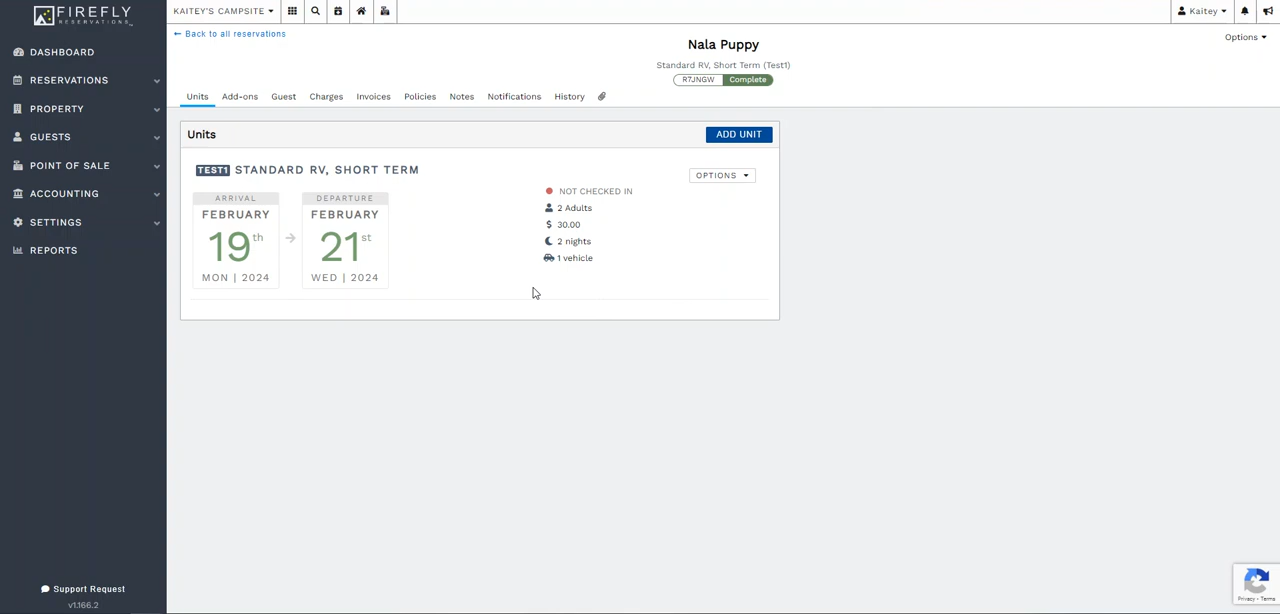 FIREFLY
RESERVATIONS
KAITEY'S CAMPSITE
Kaitey
DASHBOARD
RESERVATIONS
PROPERTY
GUESTS
POINT OF SALE
ACCOUNTING
SETTINGS
REPORTS
Support Request
v1.166.2
← Back to all reservations
Options
Nala Puppy
Standard RV, Short Term (Test1)
R7JNGW Complete
Units Add-ons Guest Charges Invoices Policies Notes Notifications History
Units
ADD UNIT
TEST1 STANDARD RV, SHORT TERM
OPTIONS
ARRIVAL
FEBRUARY
19th
MON | 2024
DEPARTURE
FEBRUARY
21st
WED | 2024
NOT CHECKED IN
2 Adults
$ 30.00
2 nights
1 vehicle
Privacy - Terms